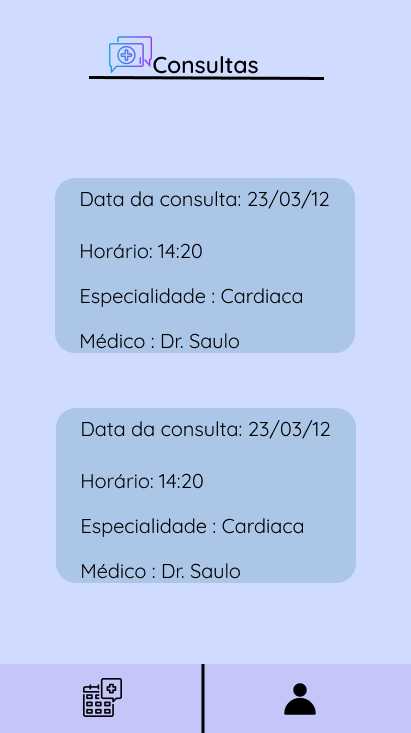 Consultas
Data da consulta: 23/03/12
Horário: 14:20
Especialidade : Cardiaca
Médico : Dr. Saulo
Data da consulta: 23/03/12
Horário: 14:20
Especialidade : Cardiaca
Médico : Dr. Saulo